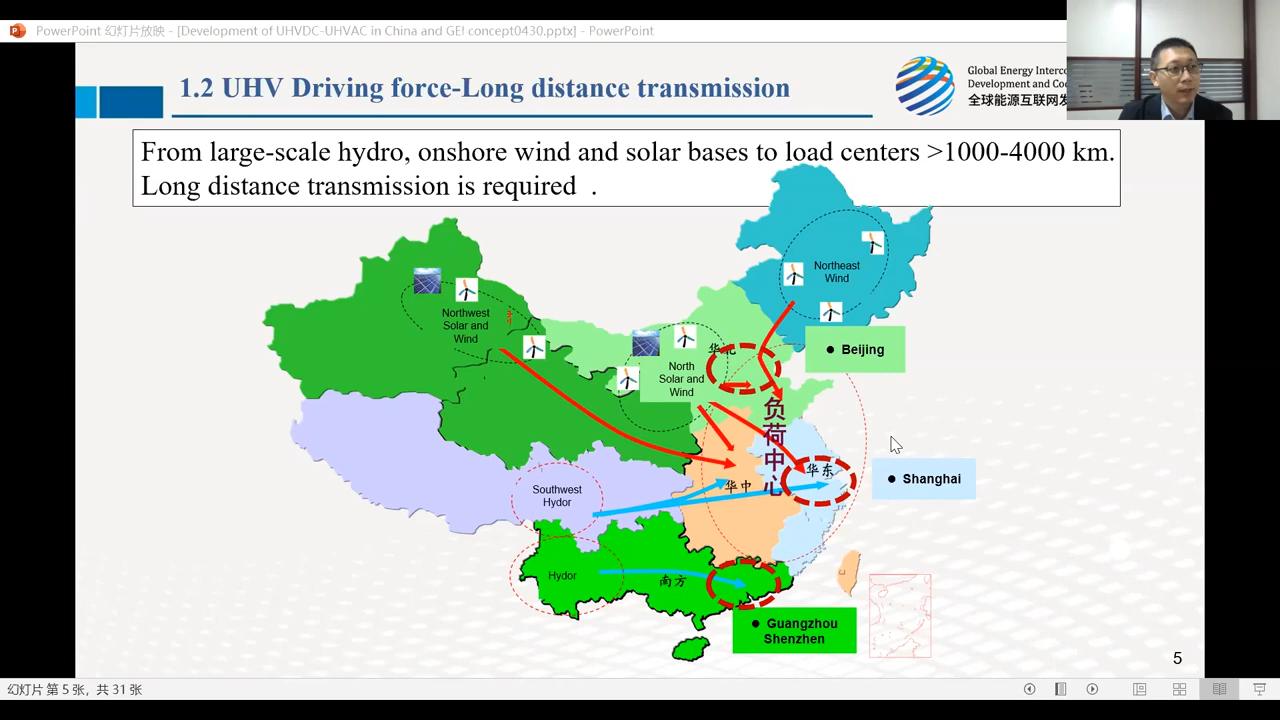 PowerPoint 幻灯片放映 - [Development of UHVDC-UHVAC in China and GEI concept0430.pptx] - PowerPoint
1.2 UHV Driving force-Long distance transmission
Global Energy Interco
Development and Coo
全球能源互联网发
From large-scale hydro, onshore wind and solar bases to load centers >1000-4000 km.
Long distance transmission is required .
Northeast
Wind
Northwest
Solar and
Wind
华北
North
Solar and
Wind
● Beijing
负荷中心
华东
● Shanghai
华中
Southwest
Hydor
Hydor
南方
● Guangzhou
Shenzhen
5
幻灯片 第 5 张，共 31 张